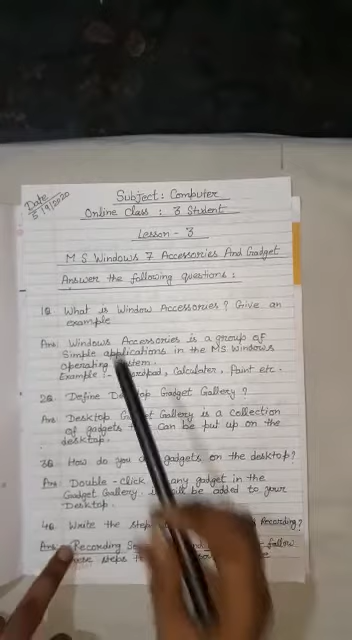 Date
5/9/2020
Subject: Computer
Online Class : 3 Student
Lesson - 3
M S Windows 7 Accessories And Gadget
Answer the following questions:
1Q. What is Window Accessories? Give an
example
Ans: Windows Accessories is a group of
Simple applications in the MS Windows
operating
Example :- , Calculater, Paint etc.
2Q. Define Gadget Gallery?
Ans: Desktop Gallery is a collection
of gadgets can be put up on the
desktop.
3Q. How do you gadgets on the desktop?
Ans: Double-click any gadget in the
Gadget Gallery, be added to your
Desktop.
4Q. Write the Recording?
Ans: Recording follow